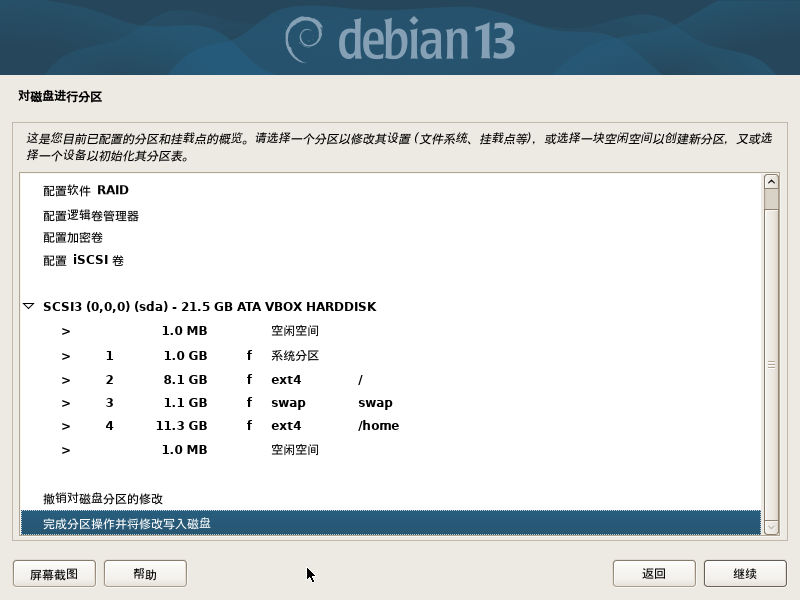 debian 13
对磁盘进行分区
这是您目前已配置的分区和挂载点的概览。请选择一个分区以修改其设置 (文件系统、挂载点等)，或选择一块空闲空间以创建新分区，又或选
择一个设备以初始化其分区表。
配置软件 RAID
配置逻辑卷管理器
配置加密卷
配置 iSCSI 卷
SCSI3 (0,0,0) (sda) - 21.5 GB ATA VBOX HARDDISK
> 1.0 MB 空闲空间
> 1 1.0 GB f 系统分区
> 2 8.1 GB f ext4 /
> 3 1.1 GB f swap swap
> 4 11.3 GB f ext4 /home
> 1.0 MB 空闲空间
撤销对磁盘分区的修改
完成分区操作并将修改写入磁盘
屏幕截图 帮助 返回 继续